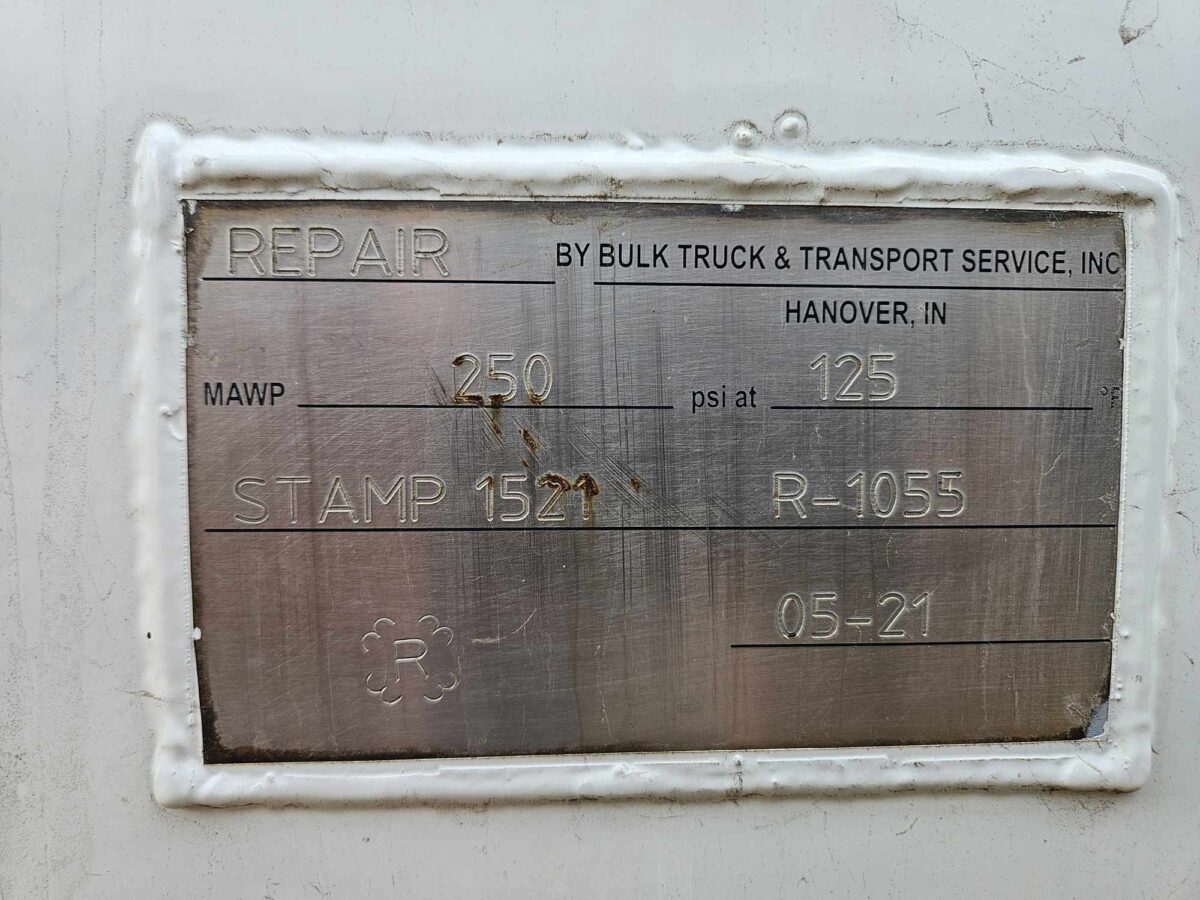 REPAIR BY BULK TRUCK & TRANSPORT SERVICE, INC
HANOVER, IN
MAWP 250 psi at 125
STAMP 1521 R-1055
05-21
R